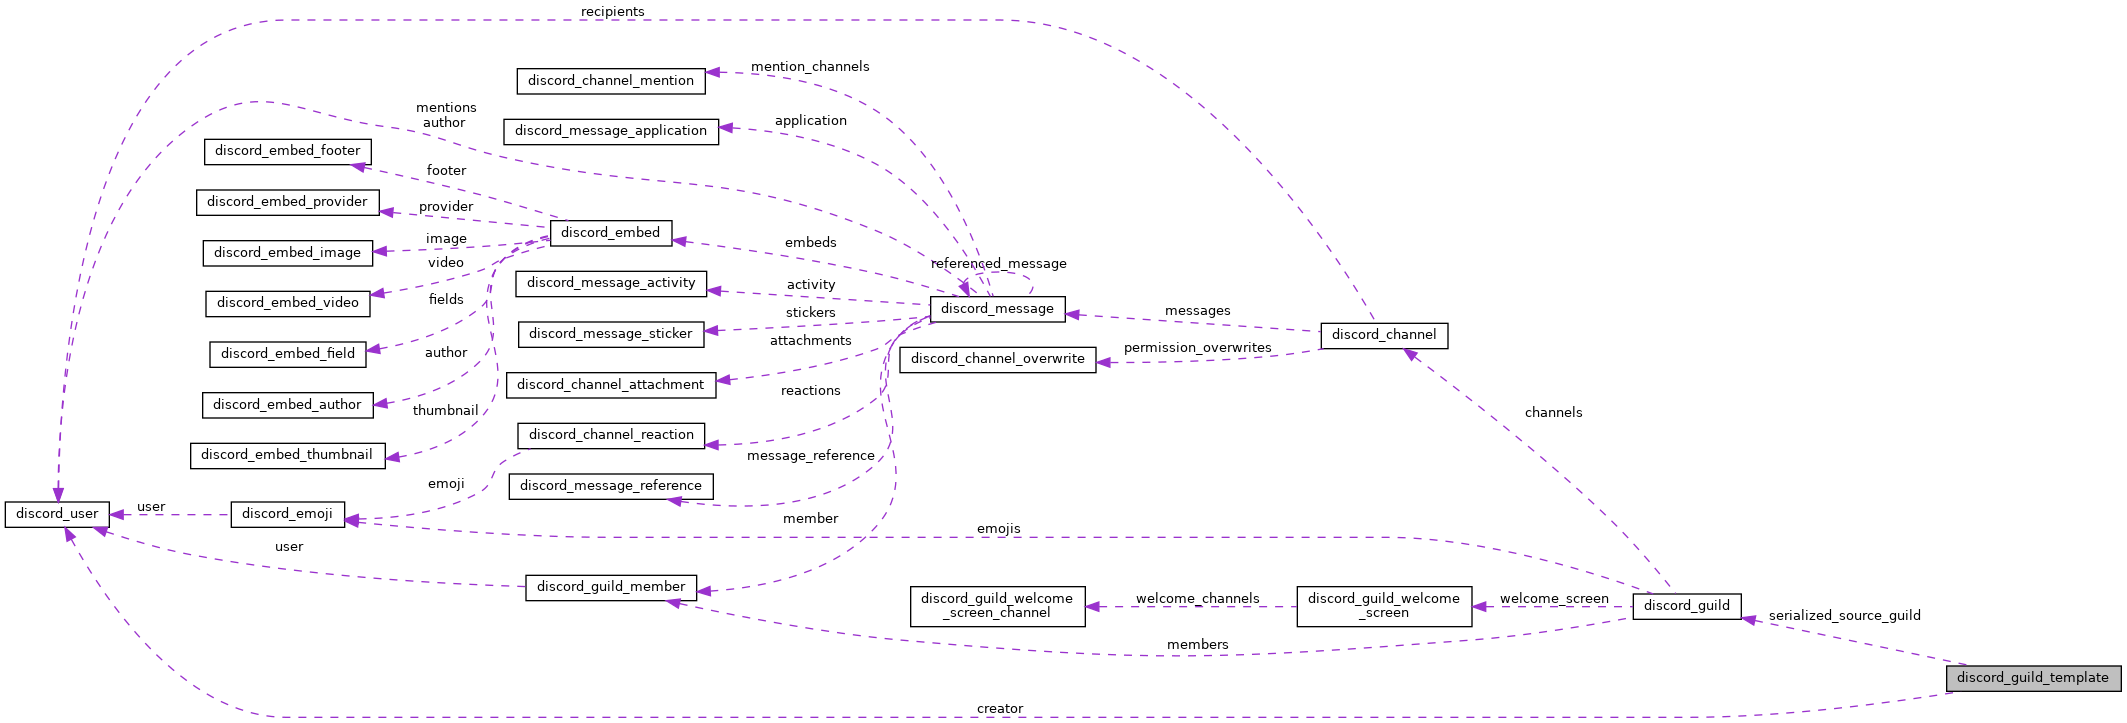 recipients
mention_channels
discord_channel_mention
mentions
author
application
discord_message_application
discord_embed_footer
footer
discord_embed_provider
provider
discord_embed
image
embeds
discord_embed_image
video
referenced_message
discord_message_activity
activity
discord_embed_video
fields
discord_message
stickers
messages
discord_message_sticker
discord_channel
attachments
permission_overwrites
discord_embed_field
author
discord_channel_overwrite
discord_channel_attachment
reactions
discord_embed_author
thumbnail
channels
discord_channel_reaction
discord_embed_thumbnail
message_reference
emoji
discord_message_reference
user
discord_user
discord_emoji
member
emojis
user
discord_guild_member
discord_guild_welcome
_screen_channel
welcome_channels
discord_guild_welcome
_screen
welcome_screen
discord_guild
serialized_source_guild
members
discord_guild_template
creator